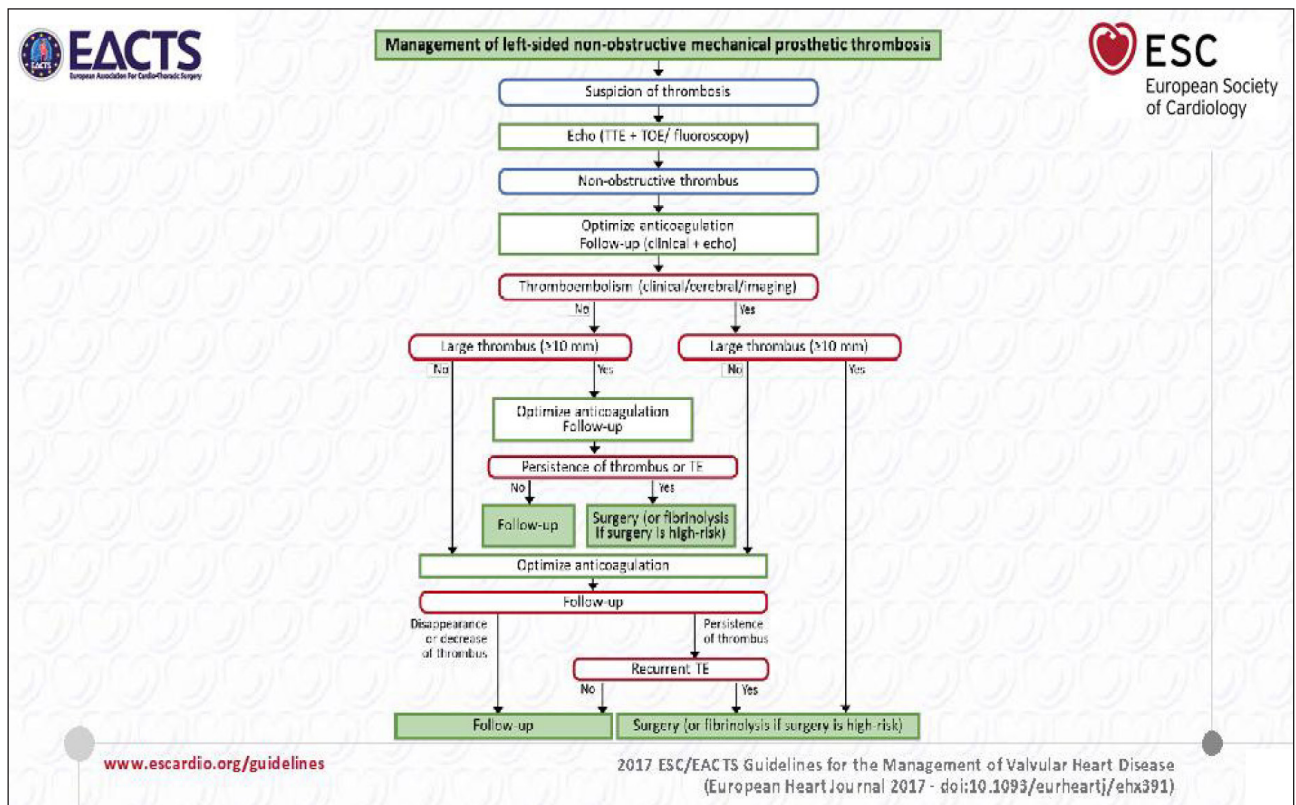 EACTS
European Association For Cardio-Thoracic Surgery
ESC
European Society
of Cardiology
Management of left-sided non-obstructive mechanical prosthetic thrombosis
Suspicion of thrombosis
Echo (TTE + TOE/ fluoroscopy)
Non-obstructive thrombus
Optimize anticoagulation
Follow-up (clinical + echo)
Thromboembolism (clinical/cerebral/imaging)
No
Yes
Large thrombus (≥10 mm)
Large thrombus (≥10 mm)
No
Yes
No
Yes
Optimize anticoagulation
Follow-up
Persistence of thrombus or TE
No
Yes
Follow-up
Surgery (or fibrinolysis
if surgery is high-risk)
Optimize anticoagulation
Follow-up
Disappearance
or decrease
of thrombus
Persistence
of thrombus
Recurrent TE
No
Yes
Follow-up
Surgery (or fibrinolysis if surgery is high-risk)
www.escardio.org/guidelines
2017 ESC/EACTS Guidelines for the Management of Valvular Heart Disease
(European Heart Journal 2017 - doi:10.1093/eurheartj/ehx391)